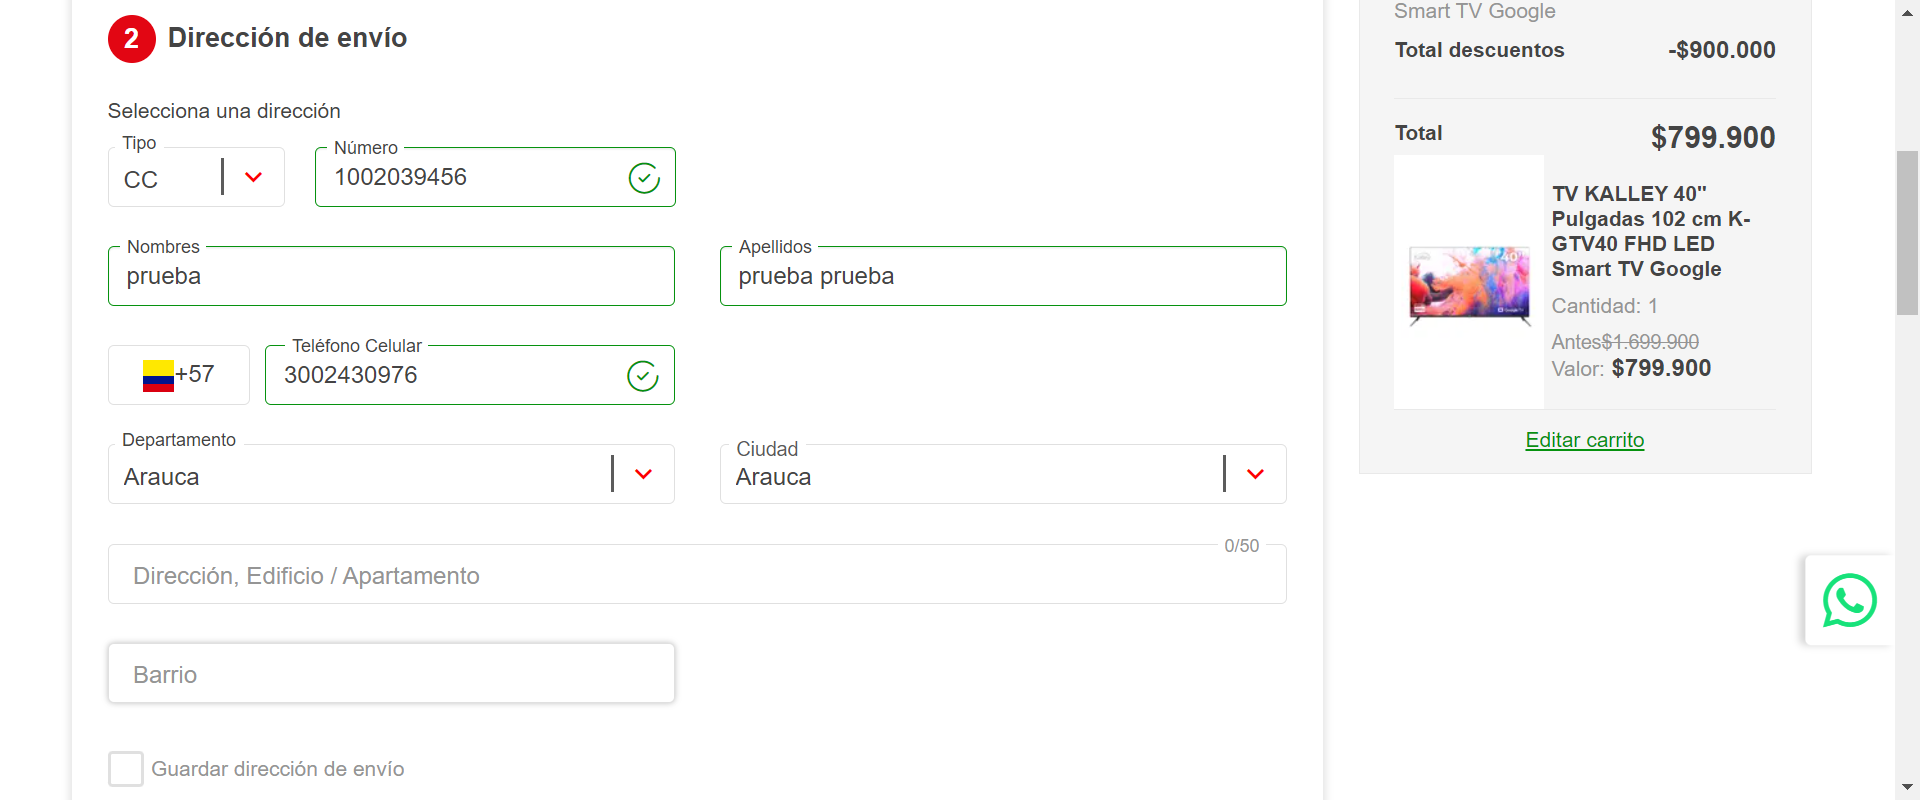 2 Dirección de envío
Selecciona una dirección
Tipo
CC
Número
1002039456
Nombres
prueba
Apellidos
prueba prueba
+57
Teléfono Celular
3002430976
Departamento
Arauca
Ciudad
Arauca
0/50
Dirección, Edificio / Apartamento
Barrio
Guardar dirección de envío
Smart TV Google
Total descuentos -$900.000
Total $799.900
TV KALLEY 40"
Pulgadas 102 cm K-
GTV40 FHD LED
Smart TV Google
Cantidad: 1
Antes$1.699.900
Valor: $799.900
Editar carrito